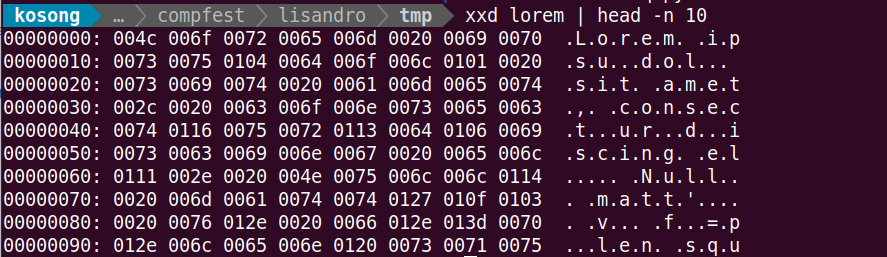 kosong … compfest lisandro tmp xxd lorem | head -n 10
00000000: 004c 006f 0072 0065 006d 0020 0069 0070 .L.o.r.e.m. .i.p
00000010: 0073 0075 0104 0064 006f 006c 0101 0020 .s.u...d.o.l... 
00000020: 0073 0069 0074 0020 0061 006d 0065 0074 .s.i.t. .a.m.e.t
00000030: 002c 0020 0063 006f 006e 0073 0065 0063 .,. .c.o.n.s.e.c
00000040: 0074 0116 0075 0072 0113 0064 0106 0069 .t...u.r...d...i
00000050: 0073 0063 0069 006e 0067 0020 0065 006c .s.c.i.n.g. .e.l
00000060: 0111 002e 0020 004e 0075 006c 006c 0114 ..... .N.u.l.l..
00000070: 0020 006d 0061 0074 0074 0127 010f 0103 . .m.a.t.t.'....
00000080: 0020 0076 012e 0020 0066 012e 013d 0070 . .v... .f...=.p
00000090: 012e 006c 0065 006e 0120 0073 0071 0075 ...l.e.n. .s.q.u